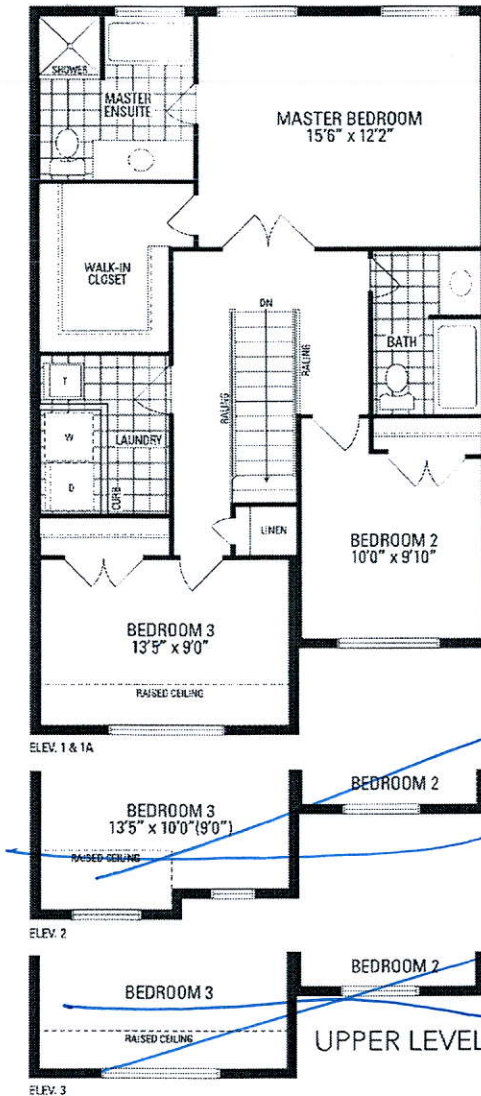 SHOWER
MASTER
ENSUITE
MASTER BEDROOM
15'6" x 12'2"
WALK-IN
CLOSET
DN
RAILING
RAILING
BATH
T
W
D
LAUNDRY
CURB
LINEN
BEDROOM 2
10'0" x 9'10"
BEDROOM 3
13'5" x 9'0"
RAISED CEILING
ELEV. 1 & 1A
BEDROOM 2
BEDROOM 3
13'5" x 10'0"(9'0")
RAISED CEILING
ELEV. 2
BEDROOM 2
BEDROOM 3
RAISED CEILING
UPPER LEVEL
ELEV. 3